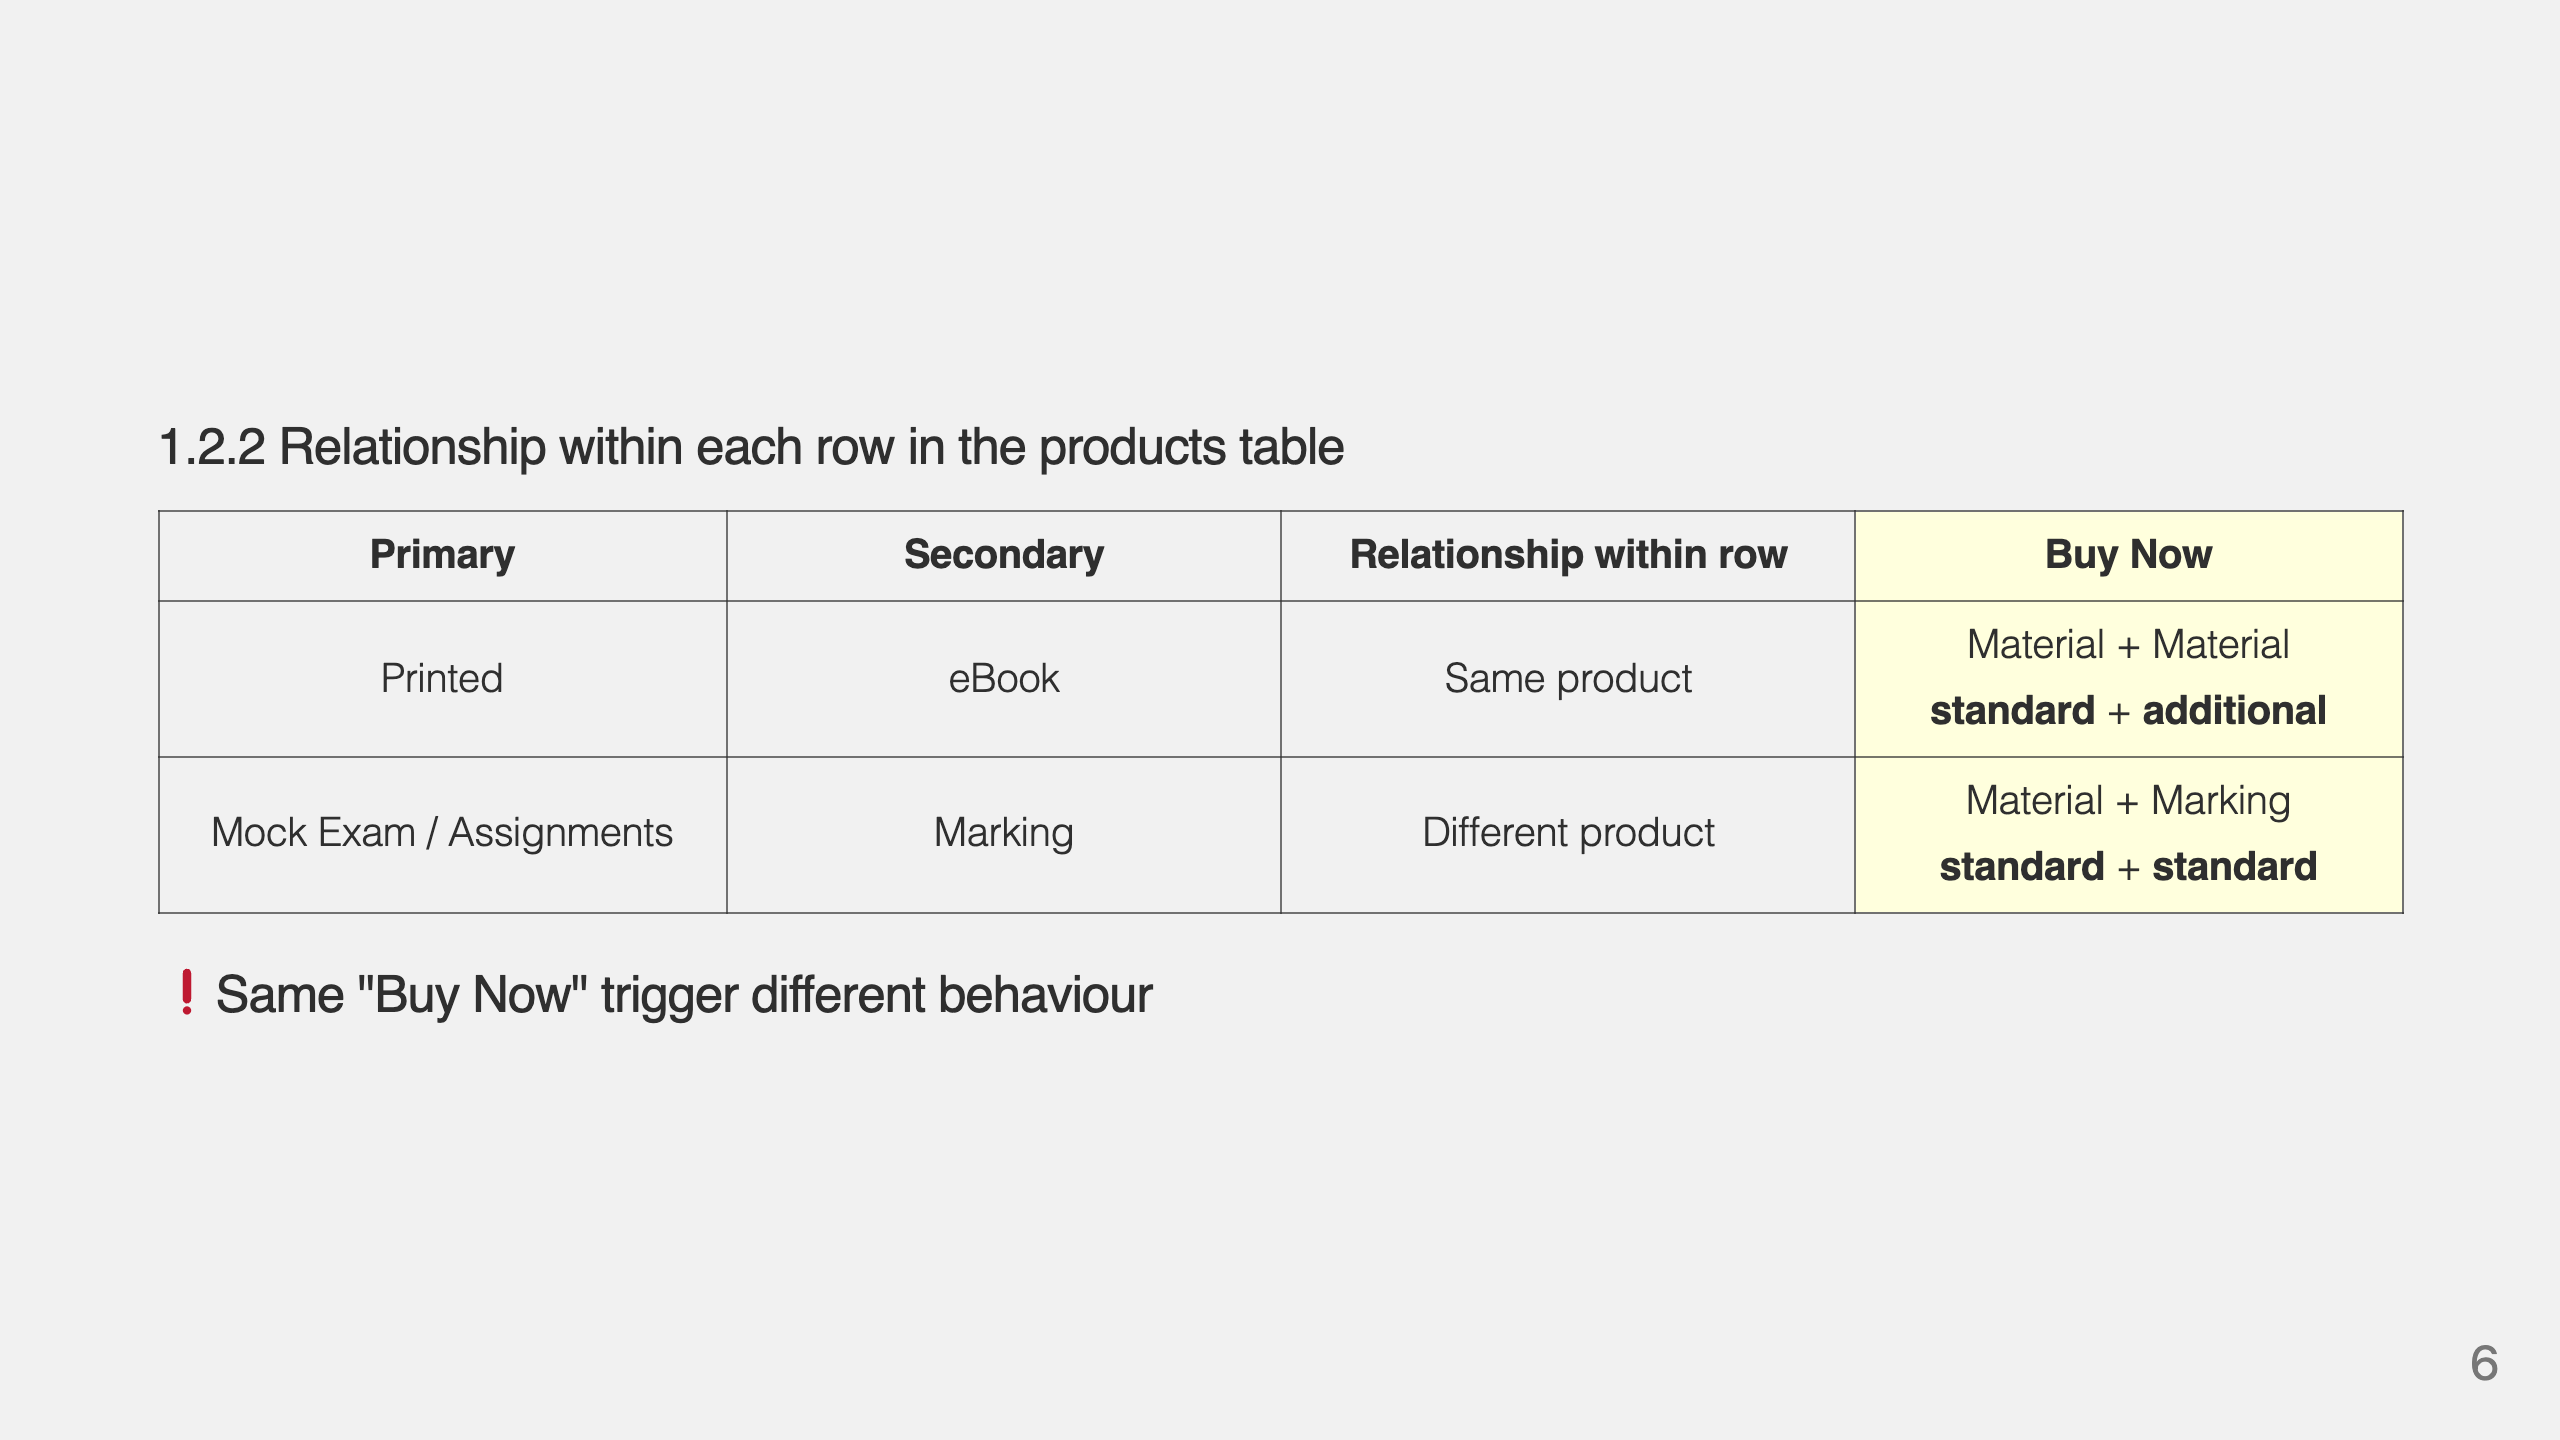 1.2.2 Relationship within each row in the products table
Primary Secondary Relationship within row Buy Now
Printed eBook Same product Material + Material
standard + additional
Mock Exam / Assignments Marking Different product Material + Marking
standard + standard
❗ Same "Buy Now" trigger different behaviour
6